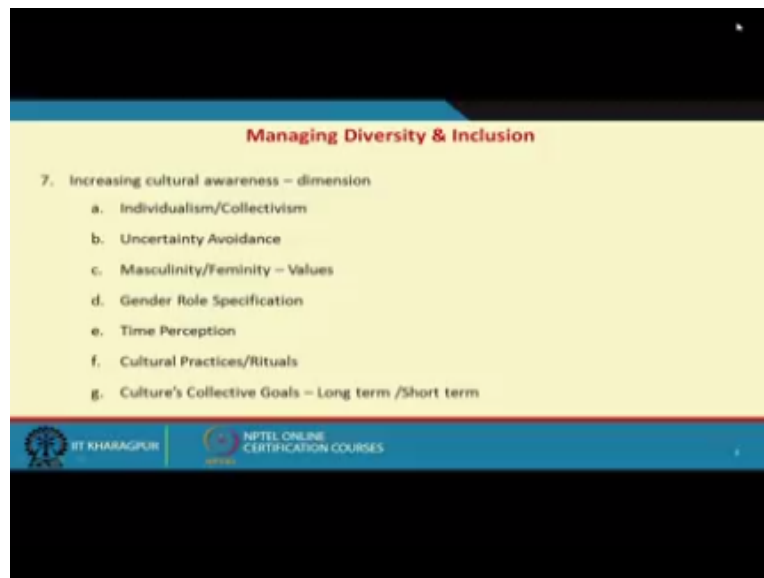 Managing Diversity & Inclusion
7. Increasing cultural awareness – dimension
a. Individualism/Collectivism
b. Uncertainty Avoidance
c. Masculinity/Feminity – Values
d. Gender Role Specification
e. Time Perception
f. Cultural Practices/Rituals
g. Culture's Collective Goals – Long term /Short term
IIT KHARAGPUR
NPTEL ONLINE
CERTIFICATION COURSES